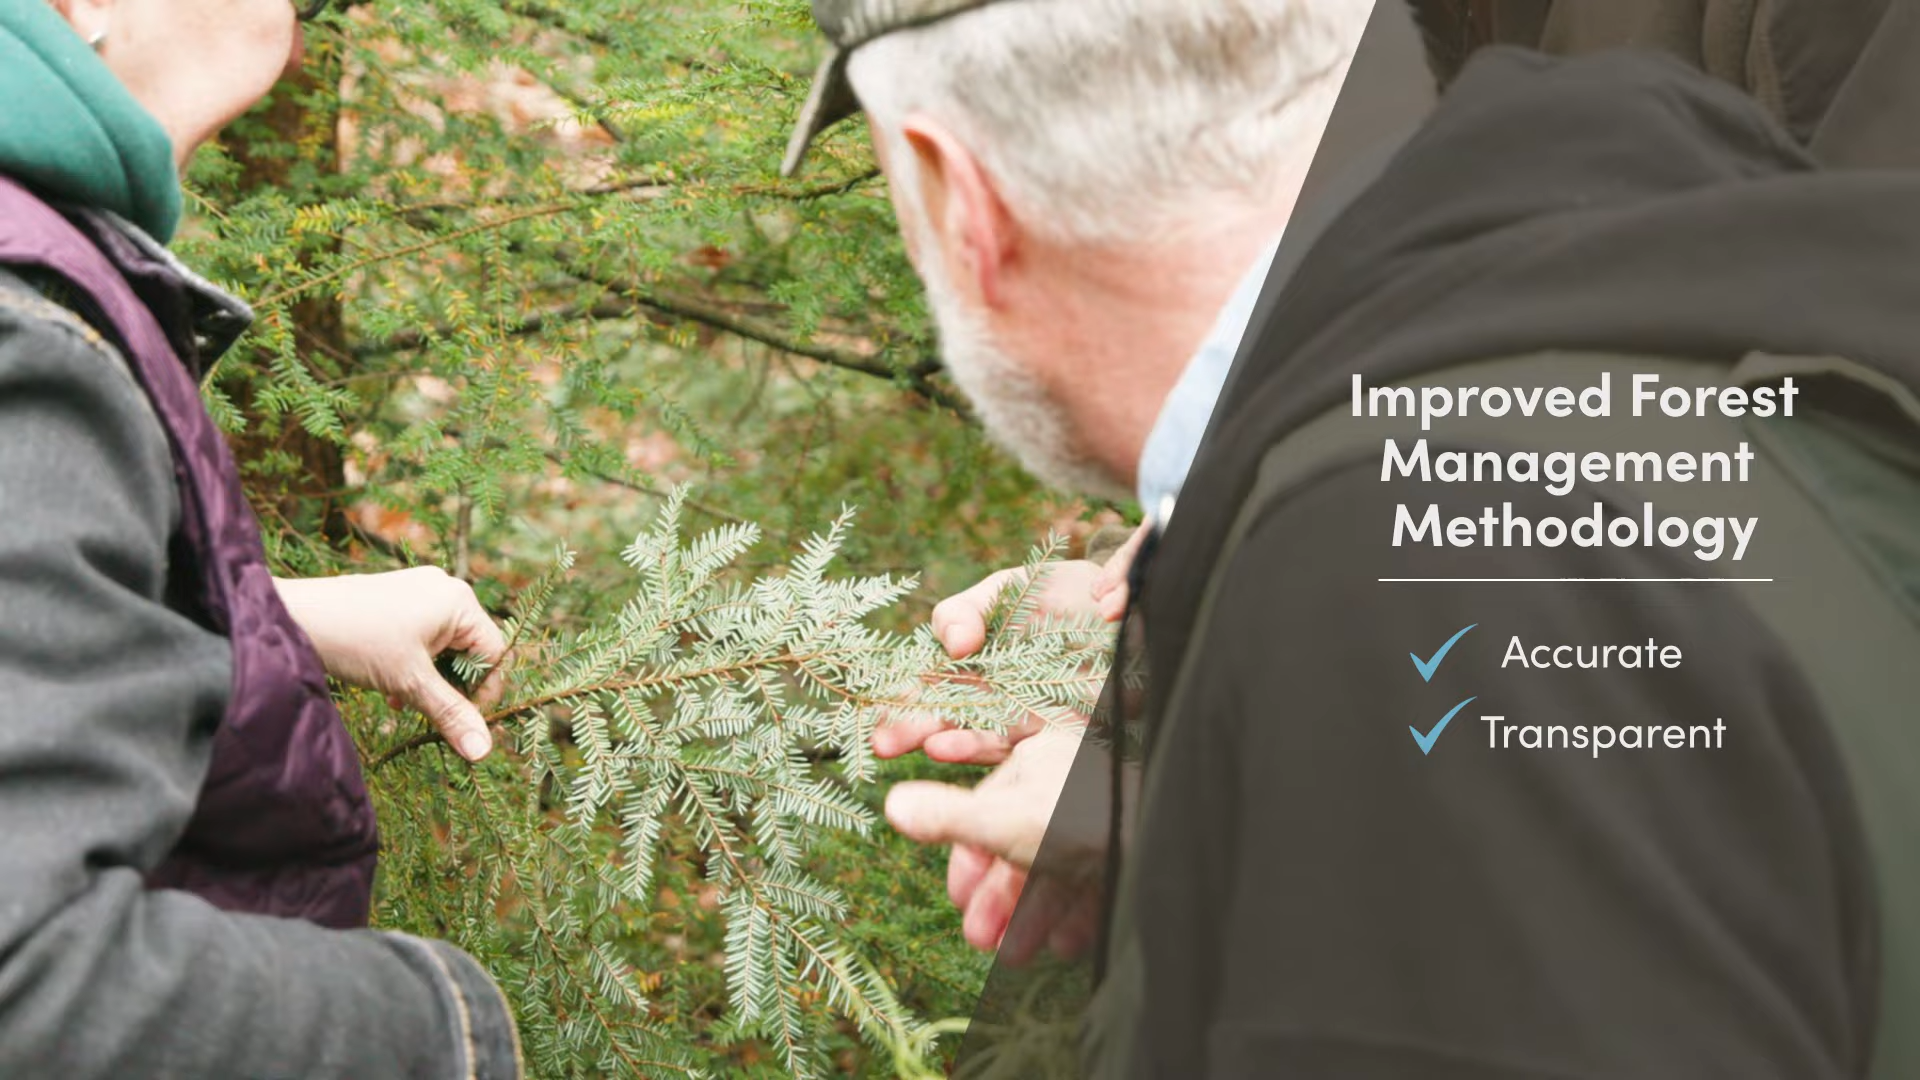 Improved Forest
Management
Methodology
Accurate
Transparent